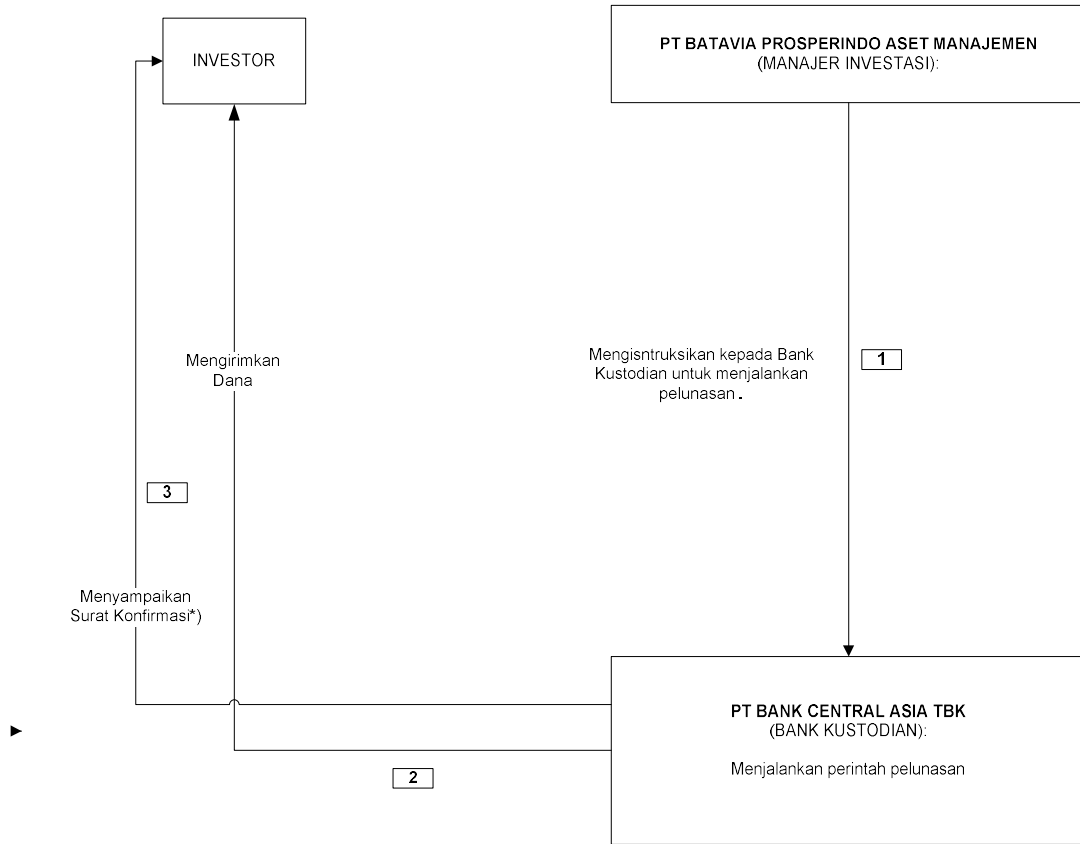 INVESTOR
PT BATAVIA PROSPERINDO ASET MANAJEMEN
(MANAJER INVESTASI):
Mengirimkan
Dana
Mengisntruksikan kepada Bank
Kustodian untuk menjalankan
pelunasan.
1
3
Menyampaikan
Surat Konfirmasi*)
PT BANK CENTRAL ASIA TBK
(BANK KUSTODIAN):
Menjalankan perintah pelunasan
2